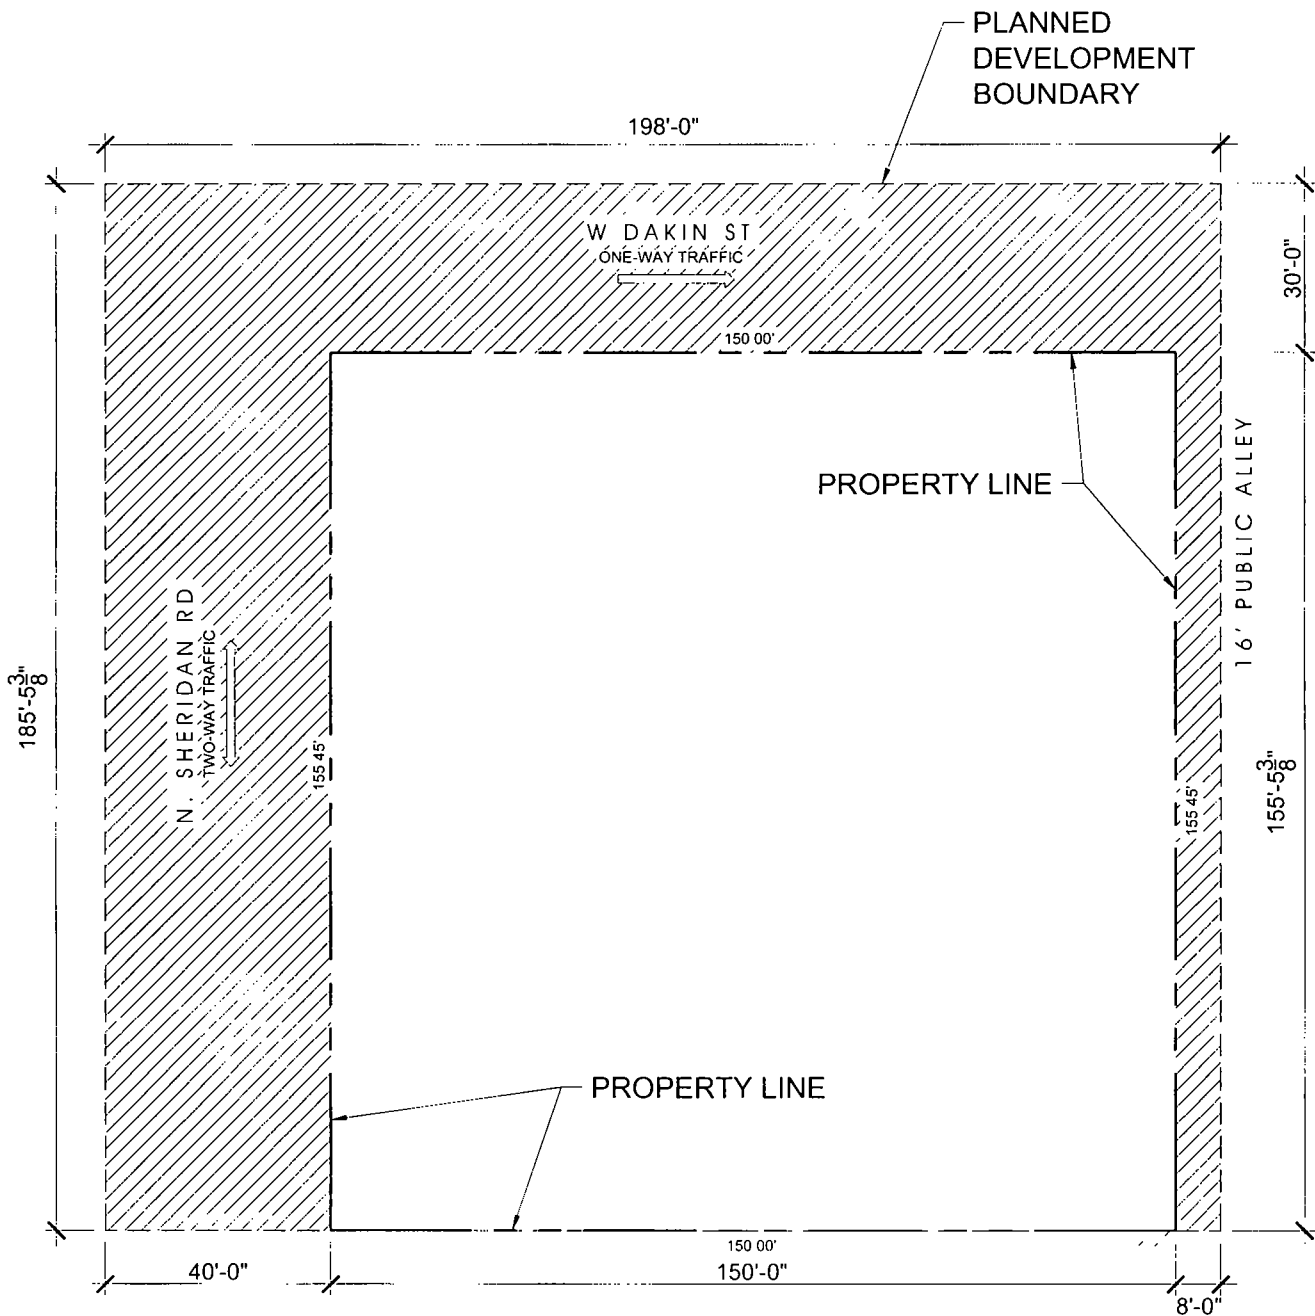 PLANNED
DEVELOPMENT
BOUNDARY
198'-0"
W DAKIN ST
ONE-WAY TRAFFIC
30'-0"
150 00'
PROPERTY LINE
16' PUBLIC ALLEY
N. SHERIDAN RD
TWO-WAY TRAFFIC
185'-5 3/8"
155 45'
155 45'
155'-5 3/8"
PROPERTY LINE
150 00'
40'-0"
150'-0"
8'-0"